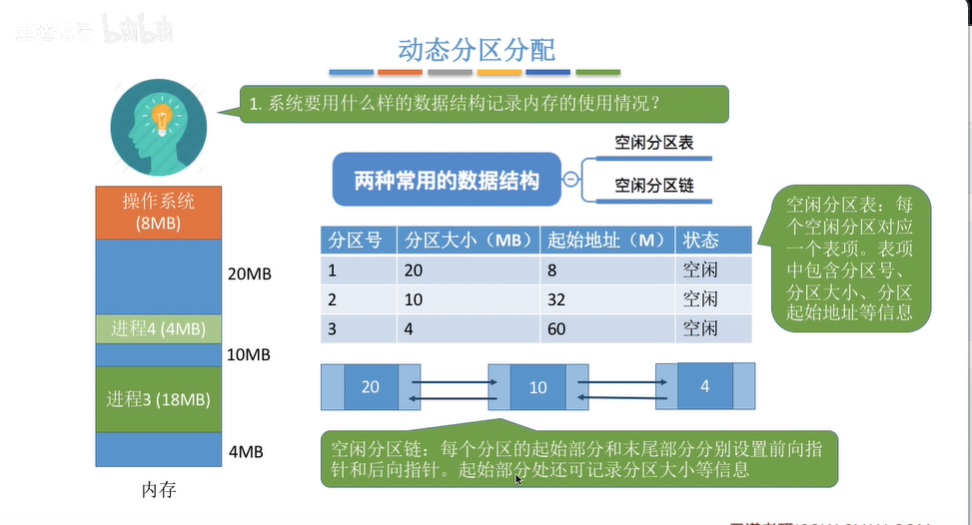 bilibili
动态分区分配
1. 系统要用什么样的数据结构记录内存的使用情况？
两种常用的数据结构
空闲分区表
空闲分区链
操作系统
(8MB)
20MB
进程4 (4MB)
10MB
进程3 (18MB)
4MB
内存
分区号 分区大小（MB） 起始地址（M） 状态
1 20 8 空闲
2 10 32 空闲
3 4 60 空闲
空闲分区表：每
个空闲分区对应
一个表项。表项
中包含分区号、
分区大小、分区
起始地址等信息
20 10 4
空闲分区链：每个分区的起始部分和末尾部分分别设置前向指
针和后向指针。起始部分处还可记录分区大小等信息